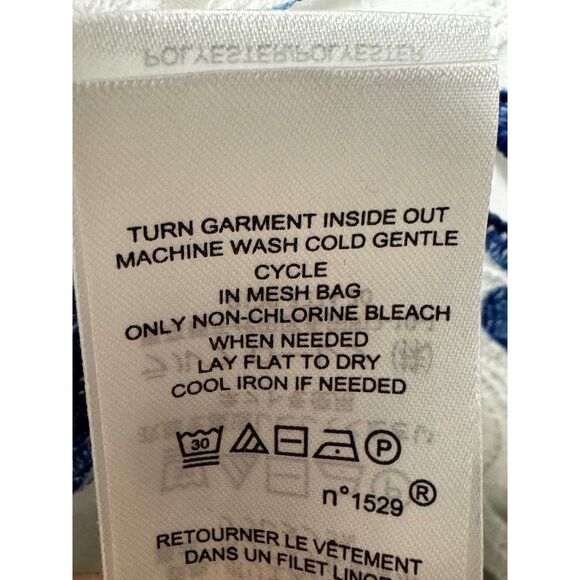 POLYESTER/POLYESTER
TURN GARMENT INSIDE OUT
MACHINE WASH COLD GENTLE
CYCLE
IN MESH BAG
ONLY NON-CHLORINE BLEACH
WHEN NEEDED
LAY FLAT TO DRY
COOL IRON IF NEEDED
30 P
n°1529®
RETOURNER LE VÊTEMENT
DANS UN FILET LINGE